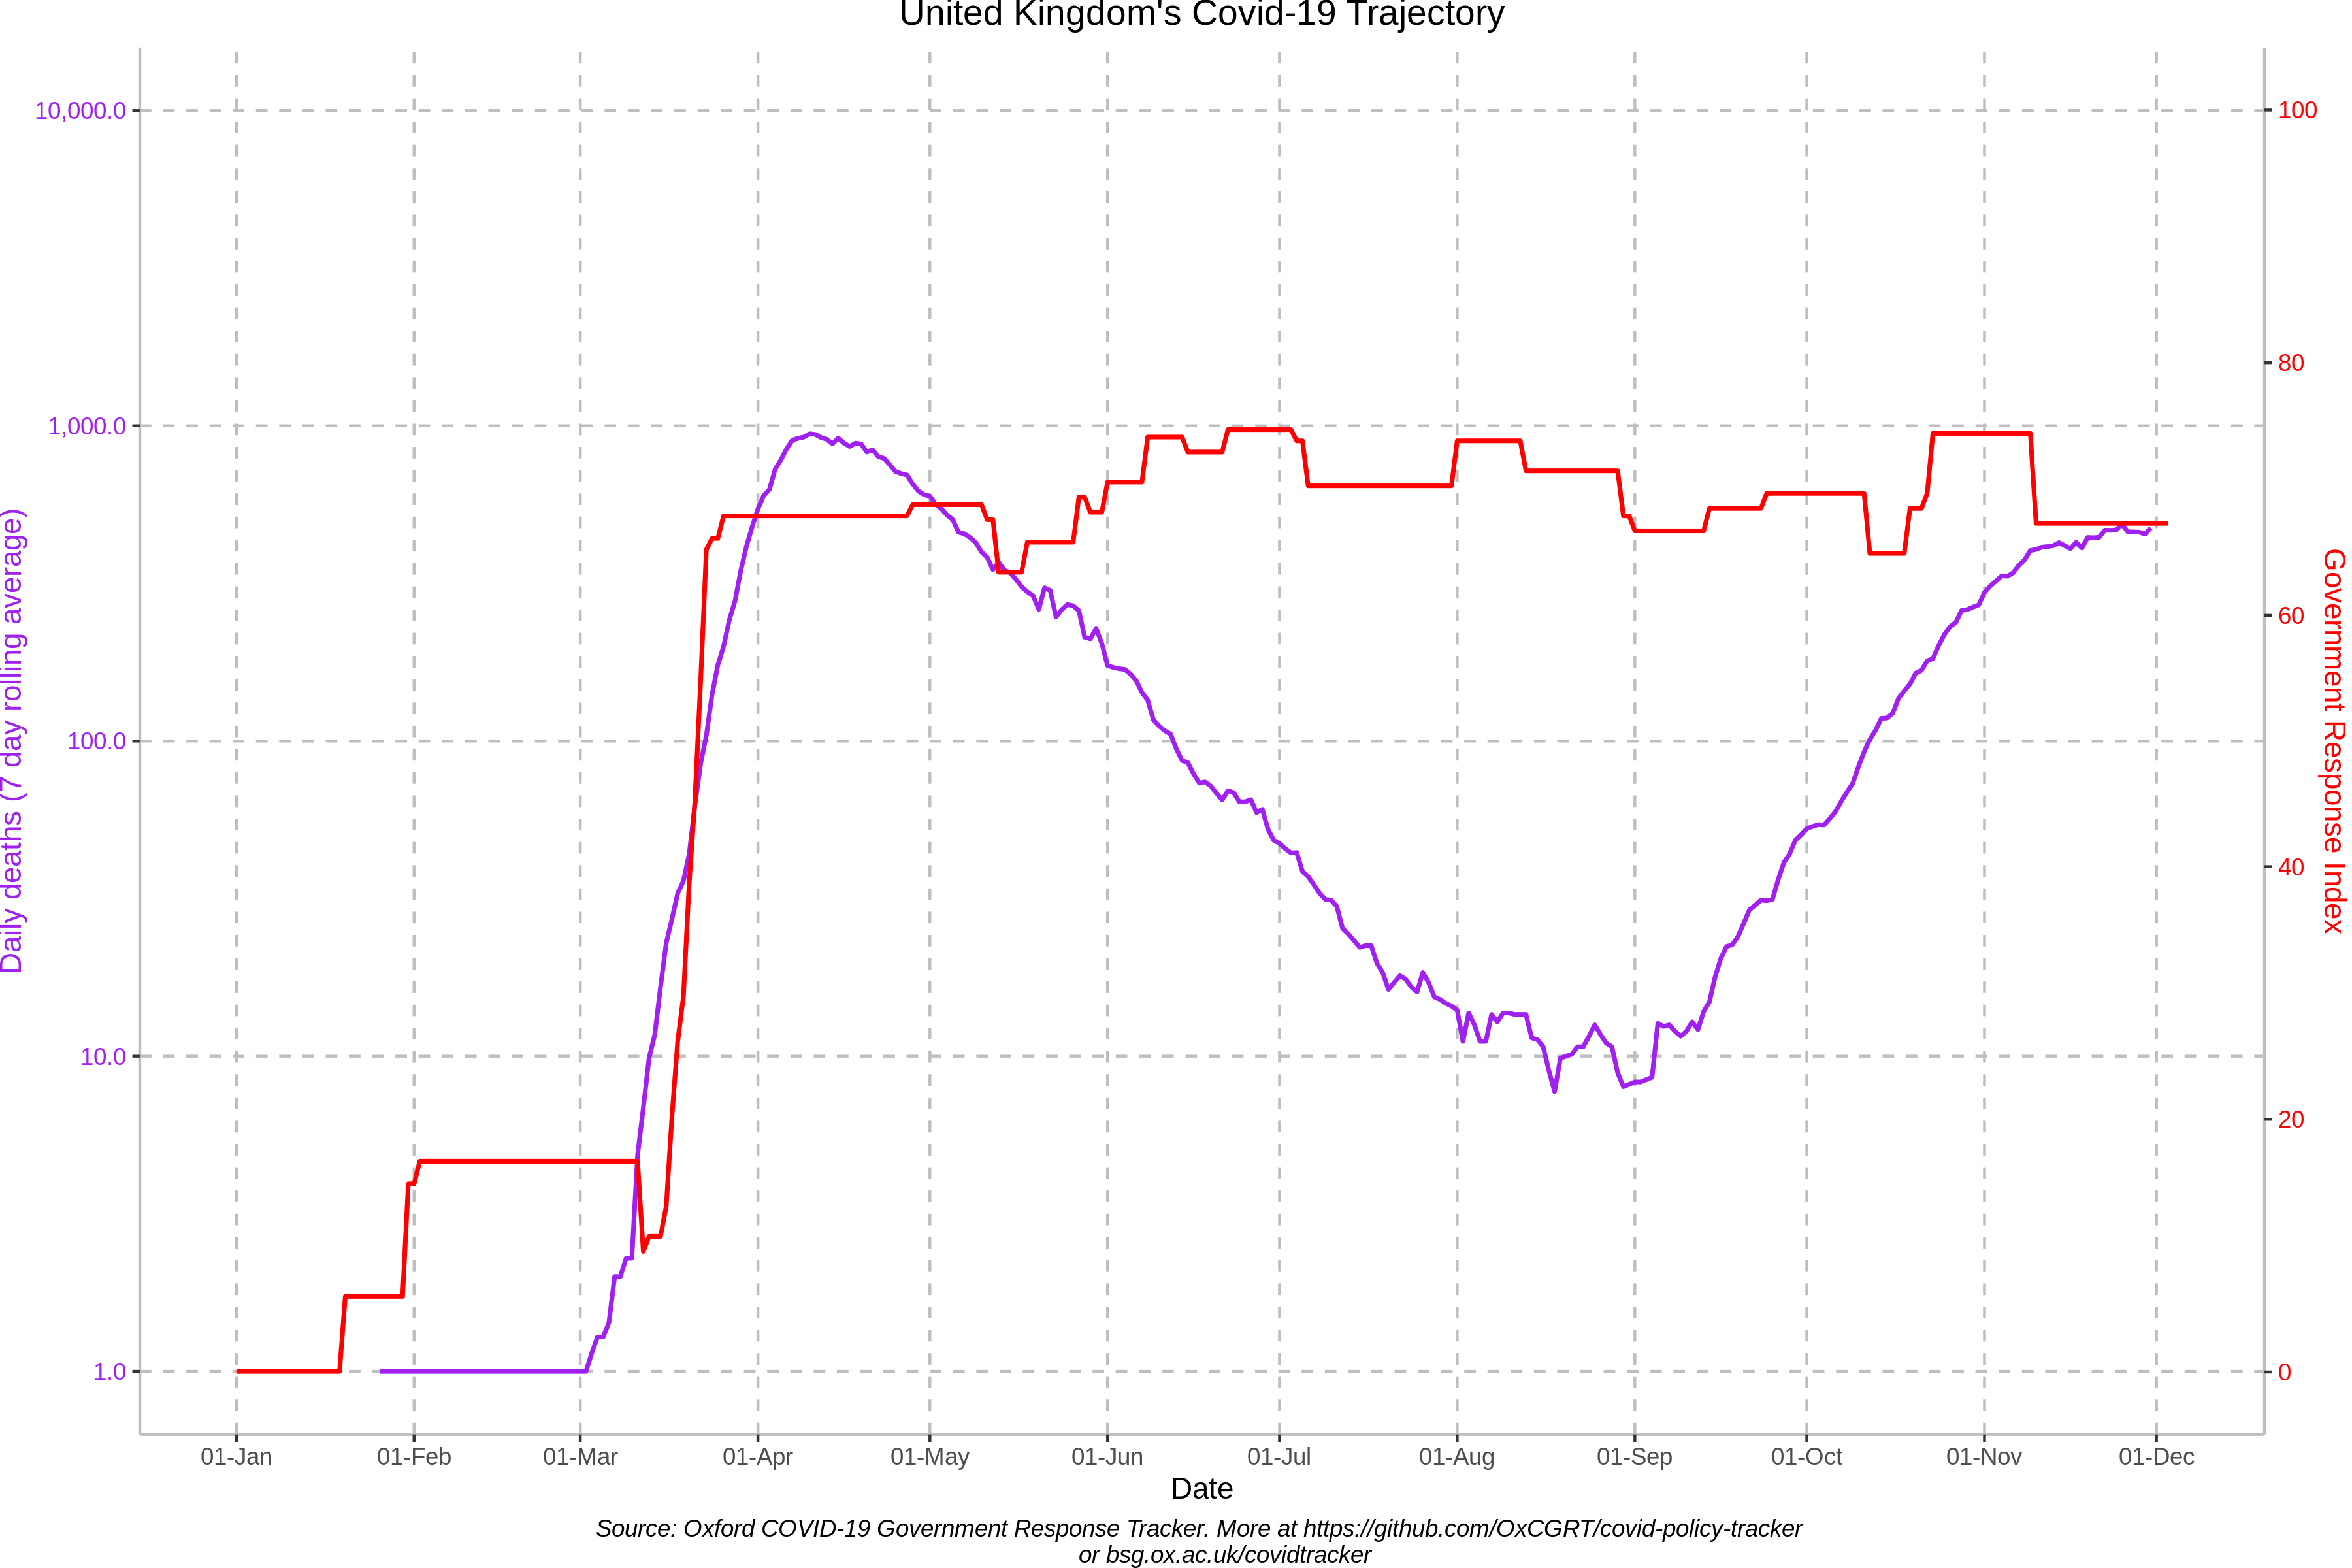 United Kingdom's Covid-19 Trajectory
10,000.0
1,000.0
100.0
10.0
1.0
Daily deaths (7 day rolling average)
100
80
60
40
20
0
Government Response Index
01-Jan 01-Feb 01-Mar 01-Apr 01-May 01-Jun 01-Jul 01-Aug 01-Sep 01-Oct 01-Nov 01-Dec
Date
Source: Oxford COVID-19 Government Response Tracker. More at https://github.com/OxCGRT/covid-policy-tracker
or bsg.ox.ac.uk/covidtracker